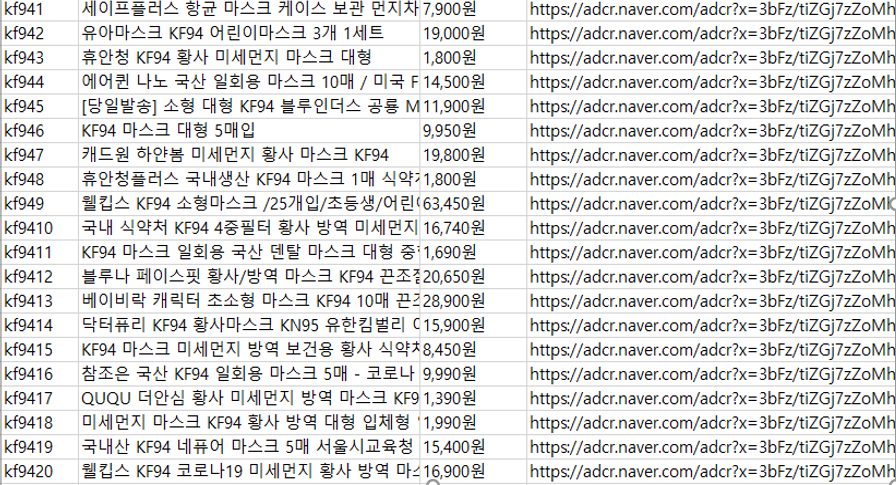 kf941 세이프플러스 항균 마스크 케이스 보관 먼지차 7,900원 https://adcr.naver.com/adcr?x=3bFz/tiZGj7zZoMh
kf942 유아마스크 KF94 어린이마스크 3개 1세트 19,000원 https://adcr.naver.com/adcr?x=3bFz/tiZGj7zZoMh
kf943 휴안청 KF94 황사 미세먼지 마스크 대형 1,800원 https://adcr.naver.com/adcr?x=3bFz/tiZGj7zZoMh
kf944 에어퀸 나노 국산 일회용 마스크 10매 / 미국 F 14,500원 https://adcr.naver.com/adcr?x=3bFz/tiZGj7zZoMh
kf945 [당일발송] 소형 대형 KF94 블루인더스 공룡 M 11,900원 https://adcr.naver.com/adcr?x=3bFz/tiZGj7zZoMh
kf946 KF94 마스크 대형 5매입 9,950원 https://adcr.naver.com/adcr?x=3bFz/tiZGj7zZoMh
kf947 캐드원 하얀봄 미세먼지 황사 마스크 KF94 19,800원 https://adcr.naver.com/adcr?x=3bFz/tiZGj7zZoMh
kf948 휴안청플러스 국내생산 KF94 마스크 1매 식약 1,800원 https://adcr.naver.com/adcr?x=3bFz/tiZGj7zZoMh
kf949 웰킵스 KF94 소형마스크 /25개입/초등생/어린 63,450원 https://adcr.naver.com/adcr?x=3bFz/tiZGj7zZoMh
kf9410 국내 식약처 KF94 4중필터 황사 방역 미세먼지 16,740원 https://adcr.naver.com/adcr?x=3bFz/tiZGj7zZoMh
kf9411 KF94 마스크 일회용 국산 덴탈 마스크 대형 중 1,690원 https://adcr.naver.com/adcr?x=3bFz/tiZGj7zZoMh
kf9412 블루나 페이스핏 황사/방역 마스크 KF94 끈조 20,650원 https://adcr.naver.com/adcr?x=3bFz/tiZGj7zZoMh
kf9413 베이비락 캐릭터 초소형 마스크 KF94 10매 끈 28,900원 https://adcr.naver.com/adcr?x=3bFz/tiZGj7zZoMh
kf9414 닥터퓨리 KF94 황사마스크 KN95 유한킴벌리 15,900원 https://adcr.naver.com/adcr?x=3bFz/tiZGj7zZoMh
kf9415 KF94 마스크 미세먼지 방역 보건용 황사 식약 8,450원 https://adcr.naver.com/adcr?x=3bFz/tiZGj7zZoMh
kf9416 참조은 국산 KF94 일회용 마스크 5매 - 코로나 9,990원 https://adcr.naver.com/adcr?x=3bFz/tiZGj7zZoMh
kf9417 QUQU 더안심 황사 미세먼지 방역 마스크 KF9 1,390원 https://adcr.naver.com/adcr?x=3bFz/tiZGj7zZoMh
kf9418 미세먼지 마스크 KF94 황사 방역 대형 입체형 1,990원 https://adcr.naver.com/adcr?x=3bFz/tiZGj7zZoMh
kf9419 국내산 KF94 네퓨어 마스크 5매 서울시교육청 15,400원 https://adcr.naver.com/adcr?x=3bFz/tiZGj7zZoMh
kf9420 웰킵스 KF94 코로나19 미세먼지 황사 방역 마 16,900원 https://adcr.naver.com/adcr?x=3bFz/tiZGj7zZoMh